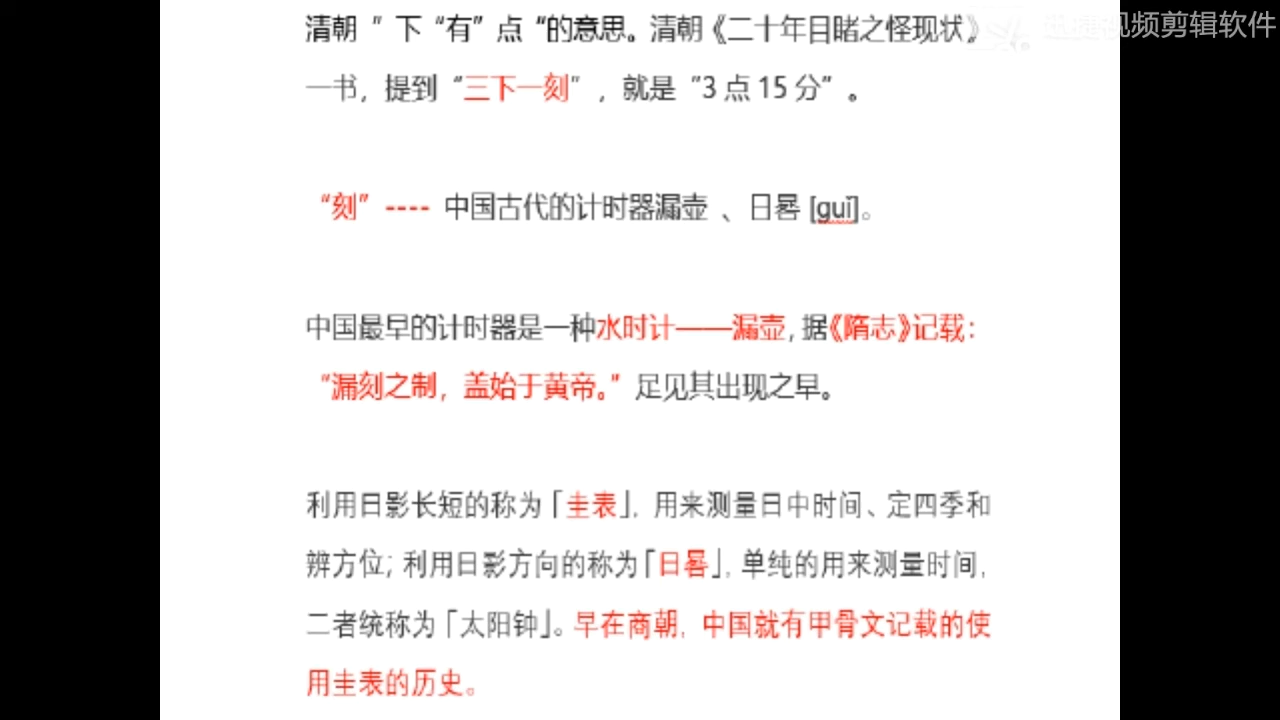 迅捷视频剪辑软件
清朝 ” 下 “有” 点 “的意思。清朝《二十年目睹之怪现状》
一书，提到 “三下一刻” ，就是 “3 点 15 分” 。
“刻” ---- 中国古代的计时器漏壶 、日晷 [guǐ]。
中国最早的计时器是一种水时计——漏壶, 据《隋志》记载：
“漏刻之制，盖始于黄帝。” 足见其出现之早。
利用日影长短的称为「圭表」，用来测量日中时间、定四季和
辨方位；利用日影方向的称为「日晷」，单纯的用来测量时间，
二者统称为「太阳钟」。早在商朝，中国就有甲骨文记载的使
用圭表的历史。